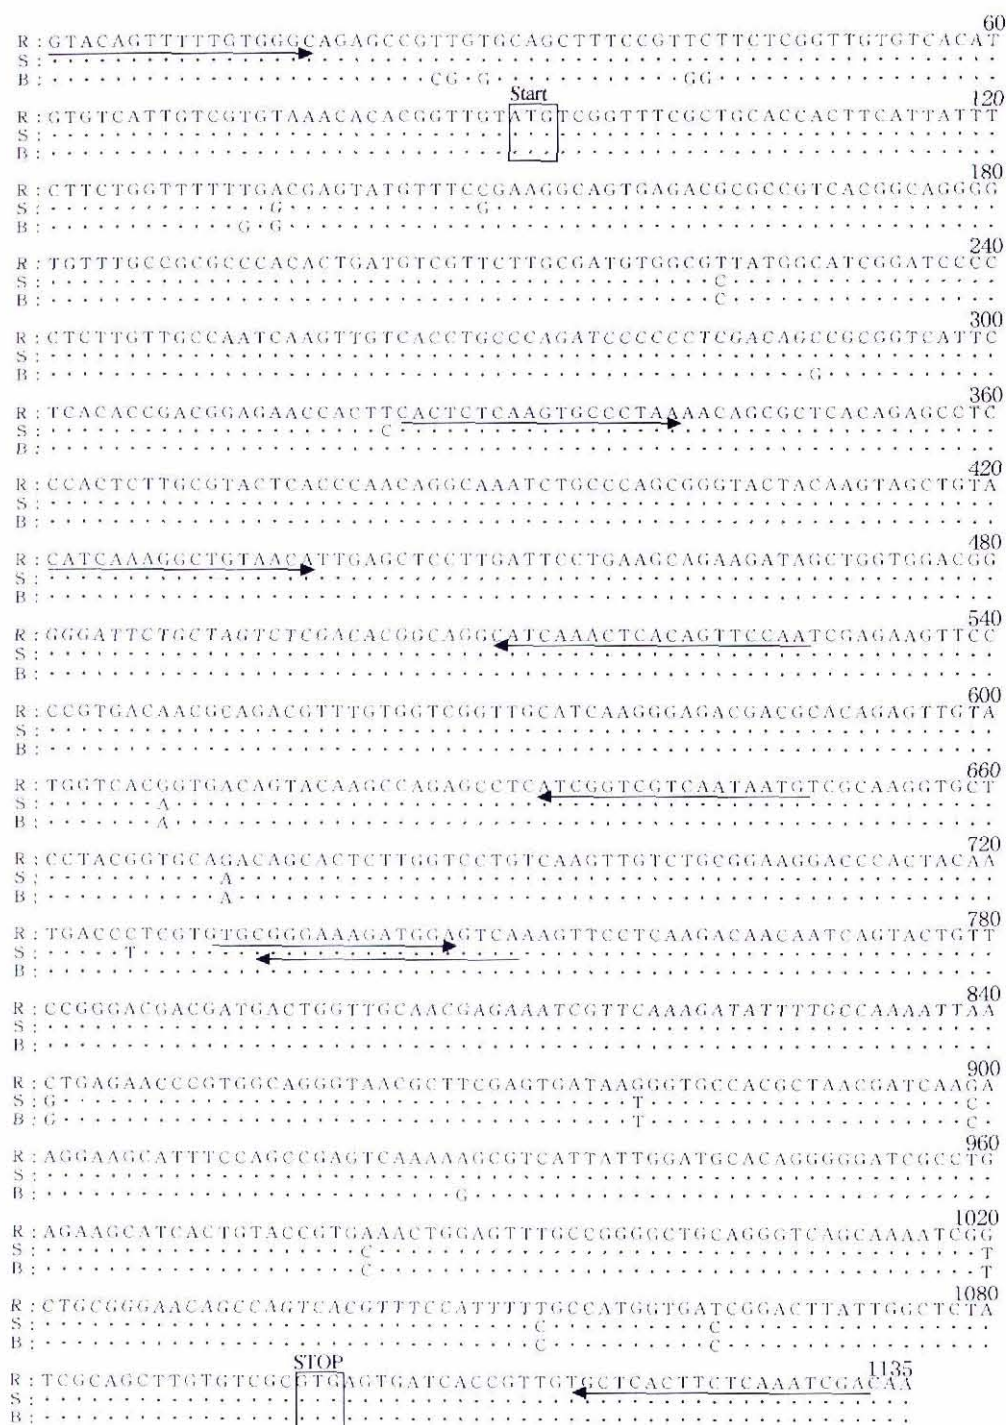 60
R : GTACAGTTTTTGTGGGCAGAGCCGTTGTGCAGCTTTCCGTTCTTCTCGGTTGTGTCACAT
S : ····························································
B : ························CG·G············GG··················
Start 120
R : GTGTCATTGTCGTGTAAACACACGGTTGTATGTCGGTTTCGCTGCACCACTTCATTATTT
S : ····························································
B : ····························································
180
R : CTTCTGGTTTTTTGACGAGTATGTTTCCGAAGGCAGTGAGACGCGCCGTCACGGCAGGGG
S : ··············G············G································
B : ············G·G·············································
240
R : TGTTTGCCGCGCCCACACTGATGTCGTTCTTGCGATGTGGCGTTATGGCATCGGATCCCC
S : ··········································C·················
B : ··········································C·················
300
R : CTCTTGTTGCCAATCAAGTTGTCACCTGCCCAGATCCCCCCTCGACAGCCGCGGTCATTC
S : ····························································
B : ················································G···········
360
R : TCACACCGACGGAGAACCACTTCACTCTCAAGTGCCCTAAAACAGCGCTCACAGAGCCTC
S : ·····················C······································
B : ····························································
420
R : CCACTCTTGCGTACTCACCCAACAGGCAAATCTGCCCAGCGGGTACTACAAGTAGCTGTA
S : ····························································
B : ····························································
480
R : CATCAAAGGCTGTAACATTGAGCTCCTTGATTCCTGAAGCAGAAGATAGCTGGTGGACGG
S : ····························································
B : ····························································
540
R : GGGATTCTGCTAGTCTCGACACGGCAGGCATCAAACTCACAGTTCCAATCGAGAAGTTCC
S : ····························································
B : ····························································
600
R : CCGTGACAACGCAGACGTTTGTGGTCGGTTGCATCAAGGGAGACGACGCACAGAGTTGTA
S : ····························································
B : ····························································
660
R : TGGTCACGGTGACAGTACAAGCCAGAGCCTCATCGGTCGTCAATAATGTCGCAAGGTGCT
S : ·······A····················································
B : ·······A····················································
720
R : CCTACGGTGCAGACAGCACTCTTGGTCCTGTCAAGTTGTCTGCGGAAGGACCCACTACAA
S : ···········A················································
B : ···········A················································
780
R : TGACCCTCGTGTGCGGGAAAGATGGAGTCAAAGTTCCTCAAGACAACAATCAGTACTGTT
S : ·····T······················································
B : ····························································
840
R : CCGGGACGACGATGACTGGTTGCAACGAGAAATCGTTCAAAGATATTTTGCCAAAATTAA
S : ····························································
B : ····························································
900
R : CTGAGAACCCGTGGCAGGGTAACGCTTCGAGTGATAAGGGTGCCACGCTAACGATCAAGA
S : G····································T····················C·
B : G····································T····················C·
960
R : AGGAAGCATTTCCAGCCGAGTCAAAAAGCGTCATTATTGGATGCACAGGGGGATCGCCTG
S : ····························································
B : ··························G·································
1020
R : AGAAGCATCACTGTACCGTGAAACTGGAGTTTGCCGGGGCTGCAGGGTCAGCAAAATCGG
S : ····················C······································T
B : ····················C······································T
1080
R : CTGCGGGAACAGCCAGTCACGTTTCCATTTTTGCCATGGTGATCGGACTTATTGGCTCTA
S : ·······························C··········C·················
B : ·······························C··········C·················
STOP 1135
R : TCGCAGCTTGTGTCGCGTGAGTGATCACCGTTGTGCTCACTTCTCAAATCGACAA
S : ·······················································
B : ·······················································